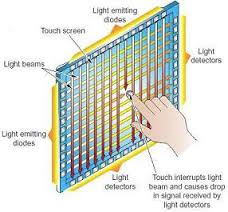 Light emitting
diodes
Touch screen
Light beams
Light
detectors
Light emitting
diodes
Light
detectors
Touch interrupts light
beam and causes drop
in signal received by
light detectors